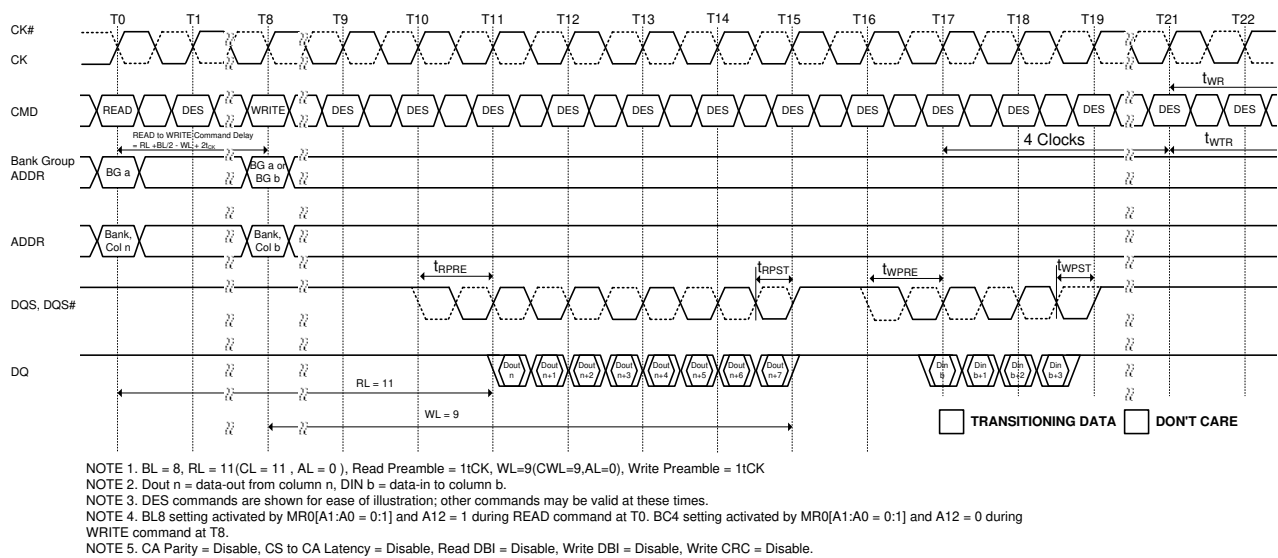 T0 T1 T8 T9 T10 T11 T12 T13 T14 T15 T16 T17 T18 T19 T21 T22
CK#
CK
tWR
CMD READ DES WRITE DES DES DES DES DES DES DES DES DES DES DES DES DES
READ to WRITE Command Delay
= RL +BL/2 - WL + 2tCK
4 Clocks
tWTR
Bank Group
ADDR
BG a
BG a or
BG b
ADDR
Bank,
Col n
Bank,
Col b
tRPRE tRPST tWPRE tWPST
DQS, DQS#
DQ
Dout
n
Dout
n+1
Dout
n+2
Dout
n+3
Dout
n+4
Dout
n+5
Dout
n+6
Dout
n+7
Din
b
Din
b+1
Din
b+2
Din
b+3
RL = 11
WL = 9
TRANSITIONING DATA DON'T CARE
NOTE 1. BL = 8, RL = 11(CL = 11 , AL = 0 ), Read Preamble = 1tCK, WL=9(CWL=9,AL=0), Write Preamble = 1tCK
NOTE 2. Dout n = data-out from column n, DIN b = data-in to column b.
NOTE 3. DES commands are shown for ease of illustration; other commands may be valid at these times.
NOTE 4. BL8 setting activated by MR0[A1:A0 = 0:1] and A12 = 1 during READ command at T0. BC4 setting activated by MR0[A1:A0 = 0:1] and A12 = 0 during
WRITE command at T8.
NOTE 5. CA Parity = Disable, CS to CA Latency = Disable, Read DBI = Disable, Write DBI = Disable, Write CRC = Disable.